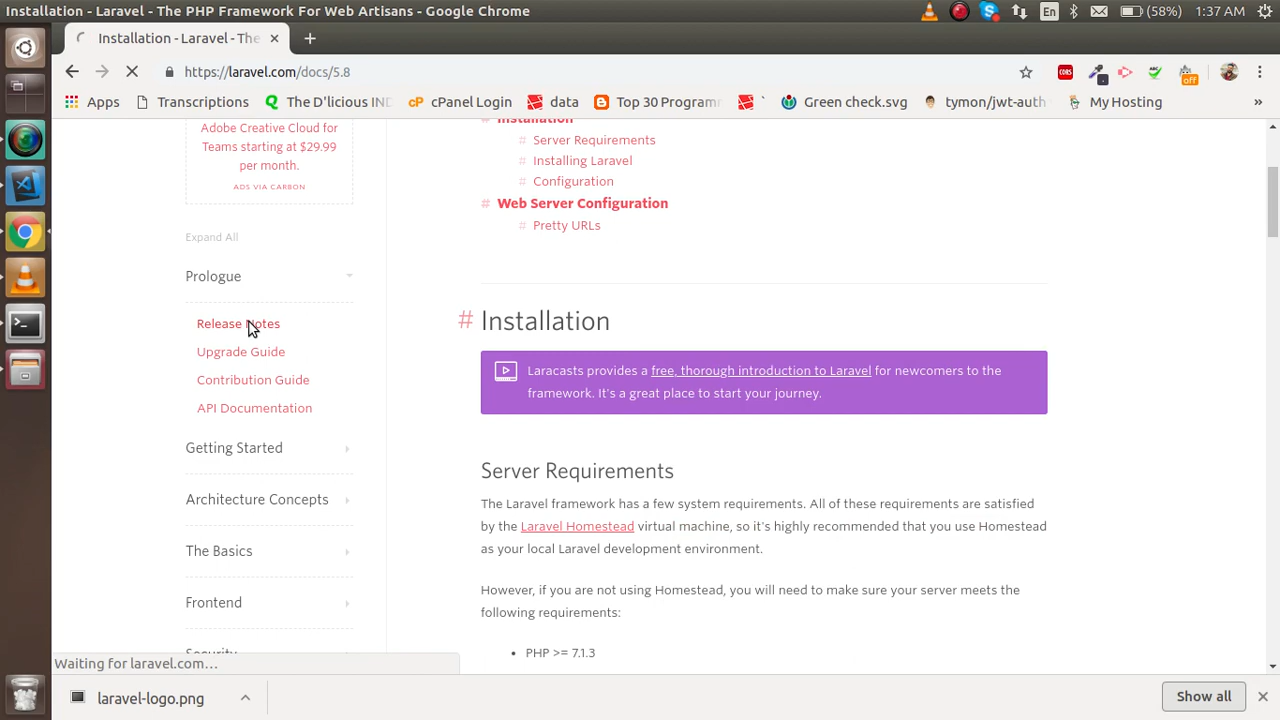 Installation - Laravel - The PHP Framework For Web Artisans - Google Chrome
En
(58%)
1:37 AM
Installation - Laravel - The
https://laravel.com/docs/5.8
CORS
off
Apps
Transcriptions
The D'licious IND
cPanel Login
data
Top 30 Programm
`
Green check.svg
tymon/jwt-auth
My Hosting
»
Adobe Creative Cloud for
Teams starting at $29.99
per month.
ADS VIA CARBON
Expand All
Prologue
Release Notes
Upgrade Guide
Contribution Guide
API Documentation
Getting Started
Architecture Concepts
The Basics
Frontend
Security
# Installation
# Server Requirements
# Installing Laravel
# Configuration
# Web Server Configuration
# Pretty URLs
# Installation
Laracasts provides a free, thorough introduction to Laravel for newcomers to the
framework. It's a great place to start your journey.
Server Requirements
The Laravel framework has a few system requirements. All of these requirements are satisfied
by the Laravel Homestead virtual machine, so it's highly recommended that you use Homestead
as your local Laravel development environment.
However, if you are not using Homestead, you will need to make sure your server meets the
following requirements:
• PHP >= 7.1.3
Waiting for laravel.com...
laravel-logo.png
Show all